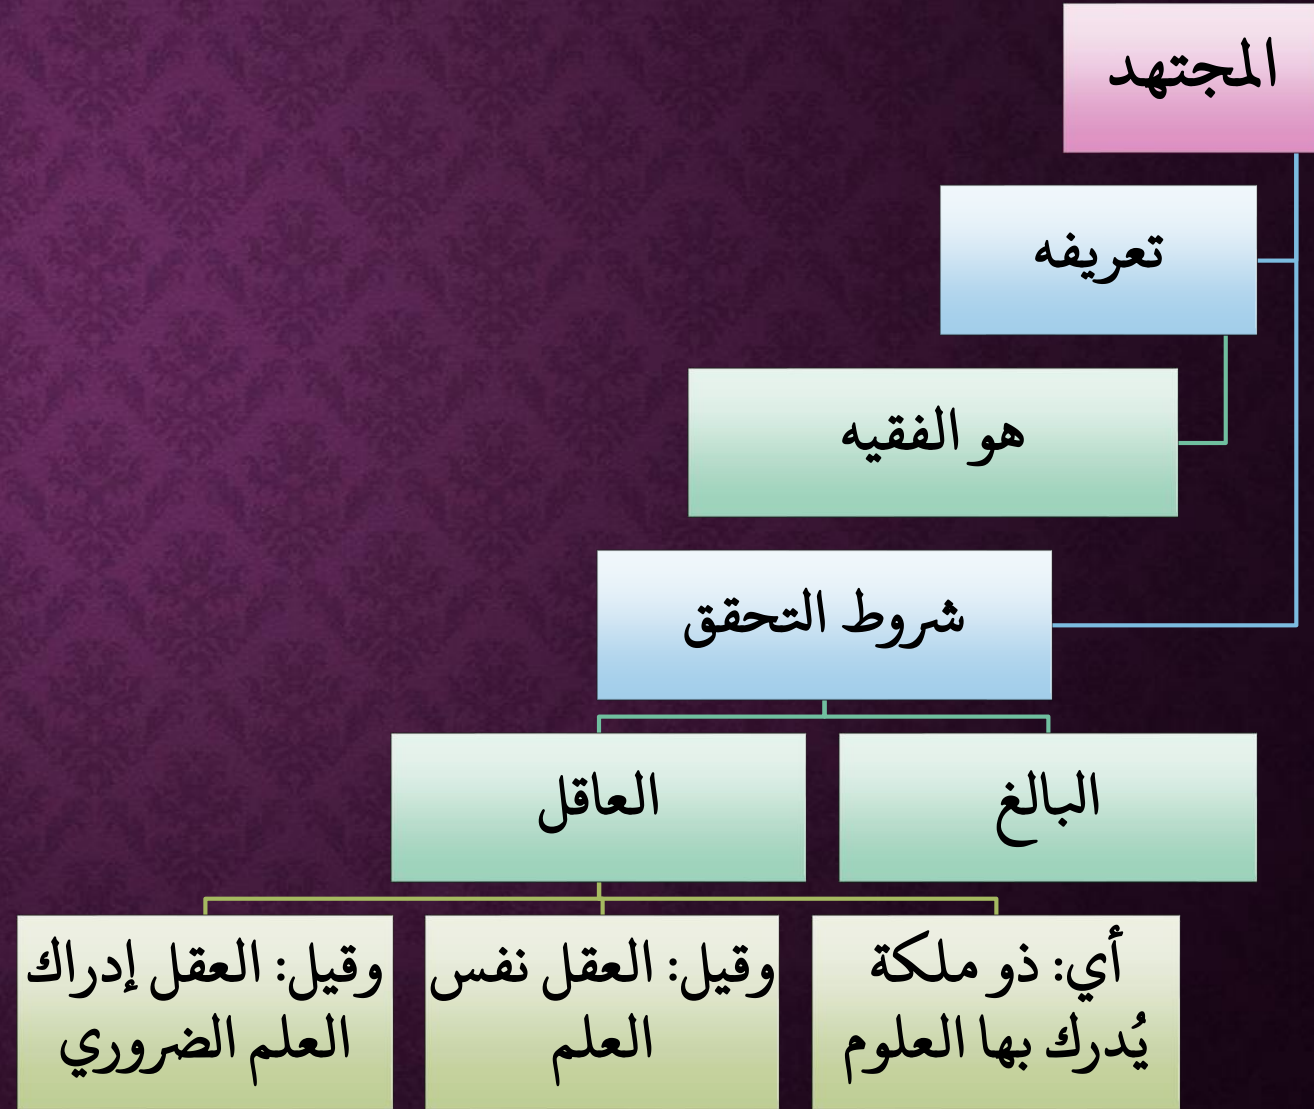 المجتهد
تعريفه
هو الفقيه
شروط التحقق
البالغ
العاقل
أي: ذو ملكة
يُدرك بها العلوم
وقيل: العقل نفس
العلم
وقيل: العقل إدراك
العلم الضروري